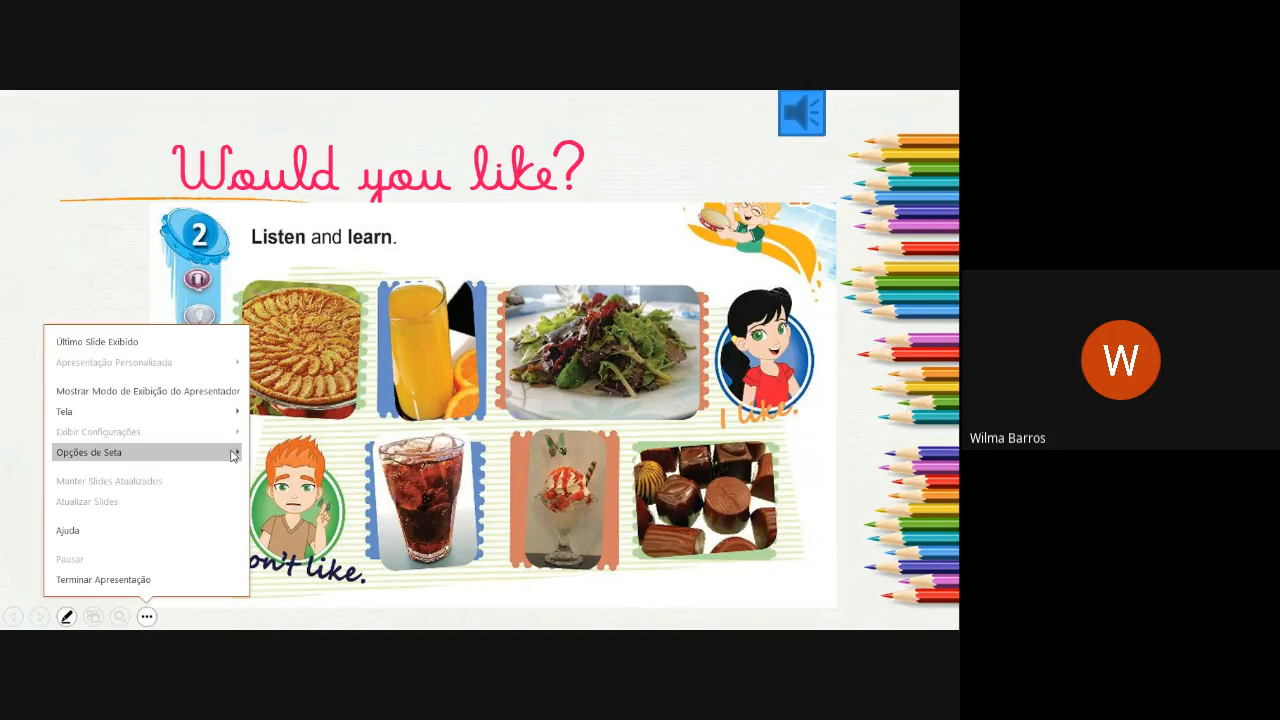 Would you like?
2
Listen and learn.
I like.
on't like.
Último Slide Exibido
Apresentação Personalizada
Mostrar Modo de Exibição do Apresentador
Tela
Exibir Configurações
Opções de Seta
Manter Slides Atualizados
Atualizar Slides
Ajuda
Pausar
Terminar Apresentação
W
Wilma Barros